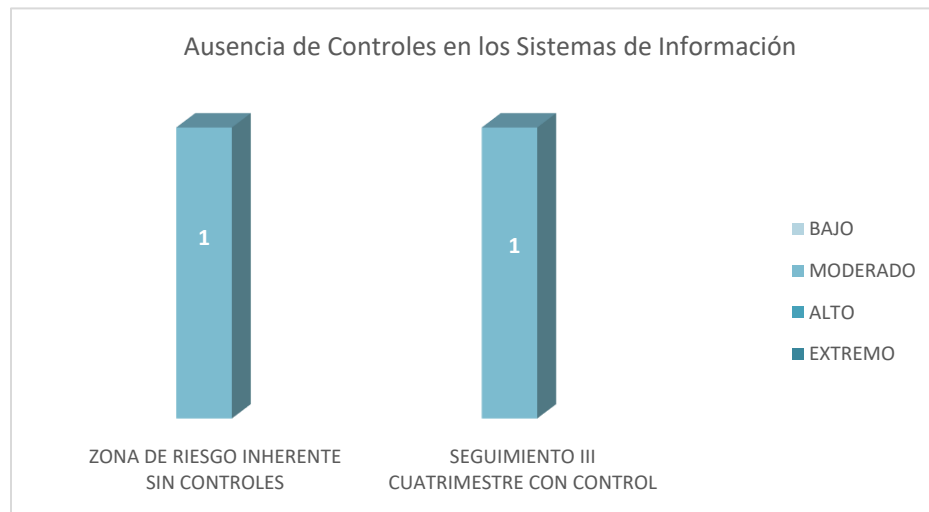 Ausencia de Controles en los Sistemas de Información
1
1
BAJO
MODERADO
ALTO
EXTREMO
ZONA DE RIESGO INHERENTE
SIN CONTROLES
SEGUIMIENTO III
CUATRIMESTRE CON CONTROL